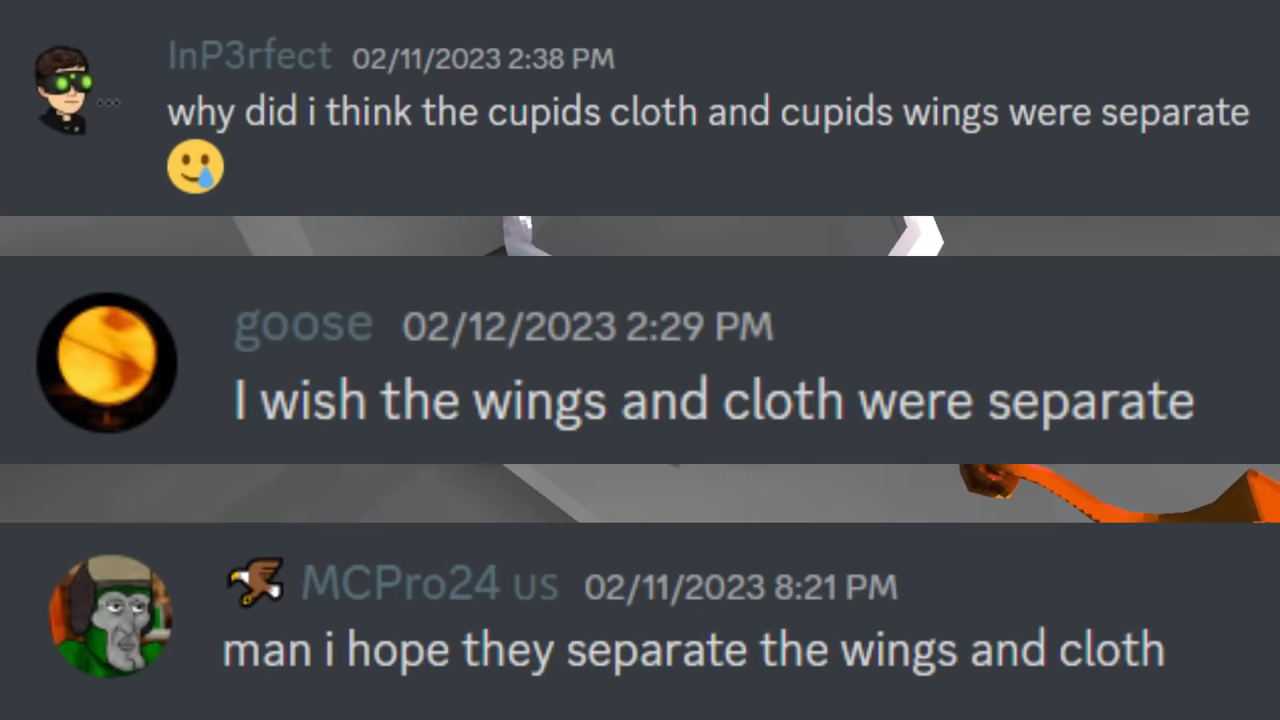 InP3rfect 02/11/2023 2:38 PM
why did i think the cupids cloth and cupids wings were separate
🥲
goose 02/12/2023 2:29 PM
I wish the wings and cloth were separate
🦅 MCPro24 US 02/11/2023 8:21 PM
man i hope they separate the wings and cloth